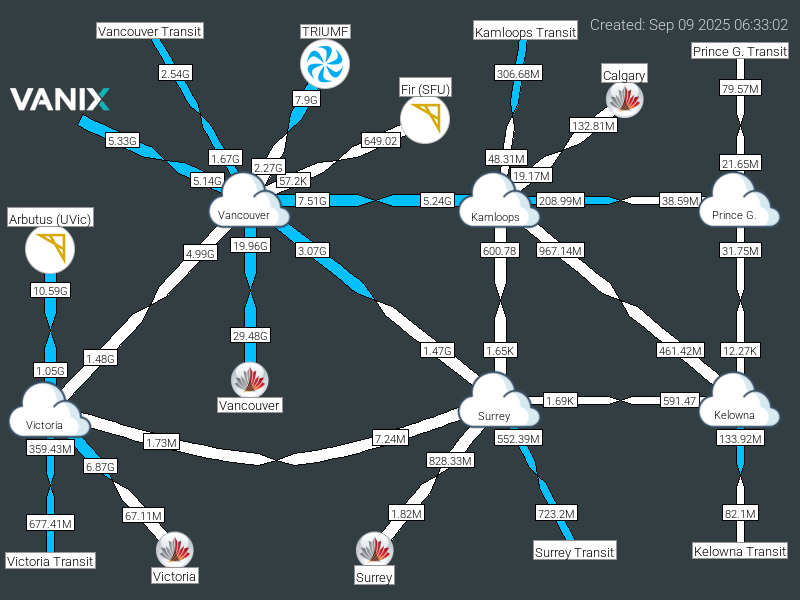 Created: Sep 09 2025 06:33:02
Vancouver Transit
TRIUMF
Kamloops Transit
Prince G. Transit
2.54G
306.68M
Calgary
79.57M
VANIX
7.9G
Fir (SFU)
132.81M
5.33G
649.02
1.67G
48.31M
21.65M
2.27G
19.17M
5.14G
57.2K
7.51G
5.24G
208.99M
38.59M
Arbutus (UVic)
Vancouver
Kamloops
Prince G.
4.99G
19.96G
3.07G
600.78
967.14M
31.75M
10.59G
29.48G
1.48G
1.47G
1.65K
461.42M
12.27K
1.05G
Vancouver
1.69K
591.47
Victoria
Surrey
Kelowna
359.43M
1.73M
7.24M
552.39M
133.92M
6.87G
828.33M
677.41M
67.11M
1.82M
723.2M
82.1M
Victoria Transit
Victoria
Surrey
Surrey Transit
Kelowna Transit